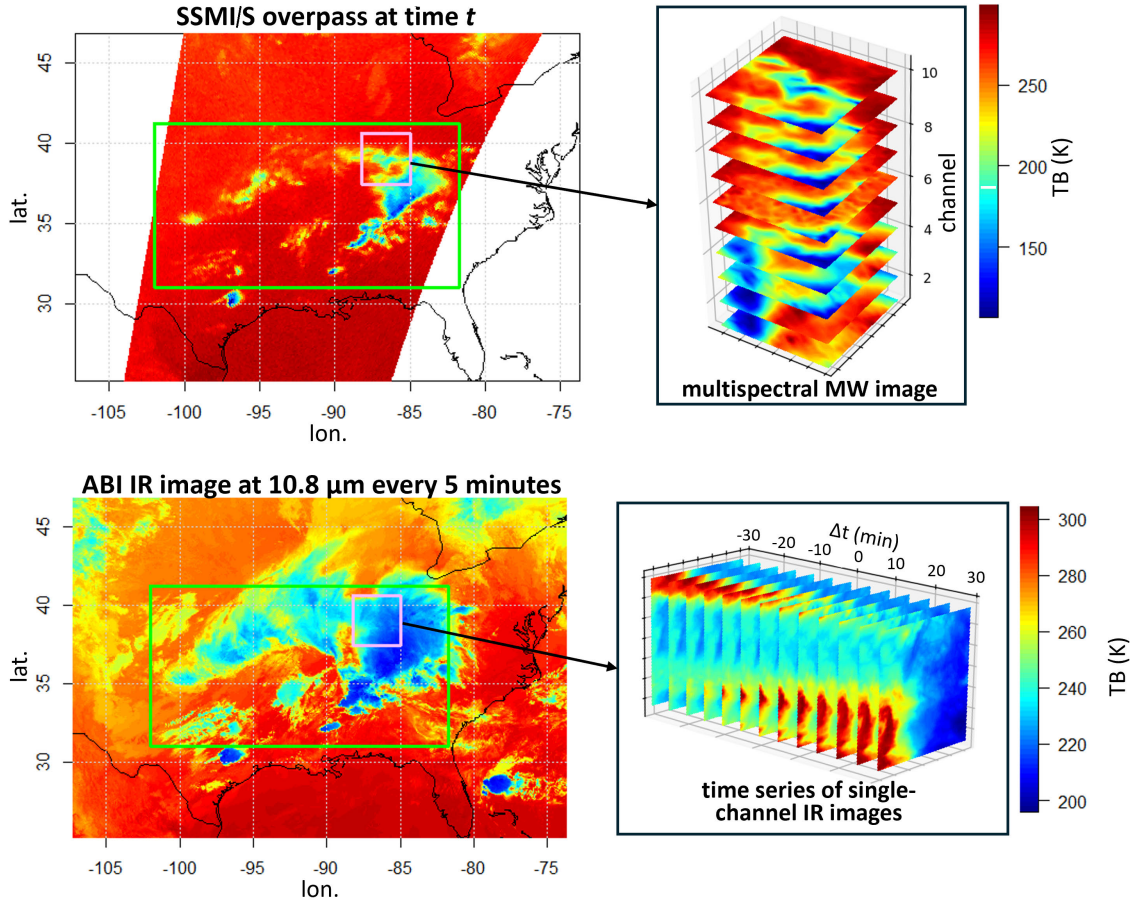 SSMI/S overpass at time t
45
40
35
30
lat.
-105 -100 -95 -90 -85 -80 -75
lon.
10
8
6
4
2
channel
multispectral MW image
250
200
150
TB (K)
ABI IR image at 10.8 µm every 5 minutes
45
40
35
30
lat.
-105 -100 -95 -90 -85 -80 -75
lon.
Δt (min)
-30 -20 -10 0 10 20 30
time series of single-
channel IR images
300
280
260
240
220
200
TB (K)